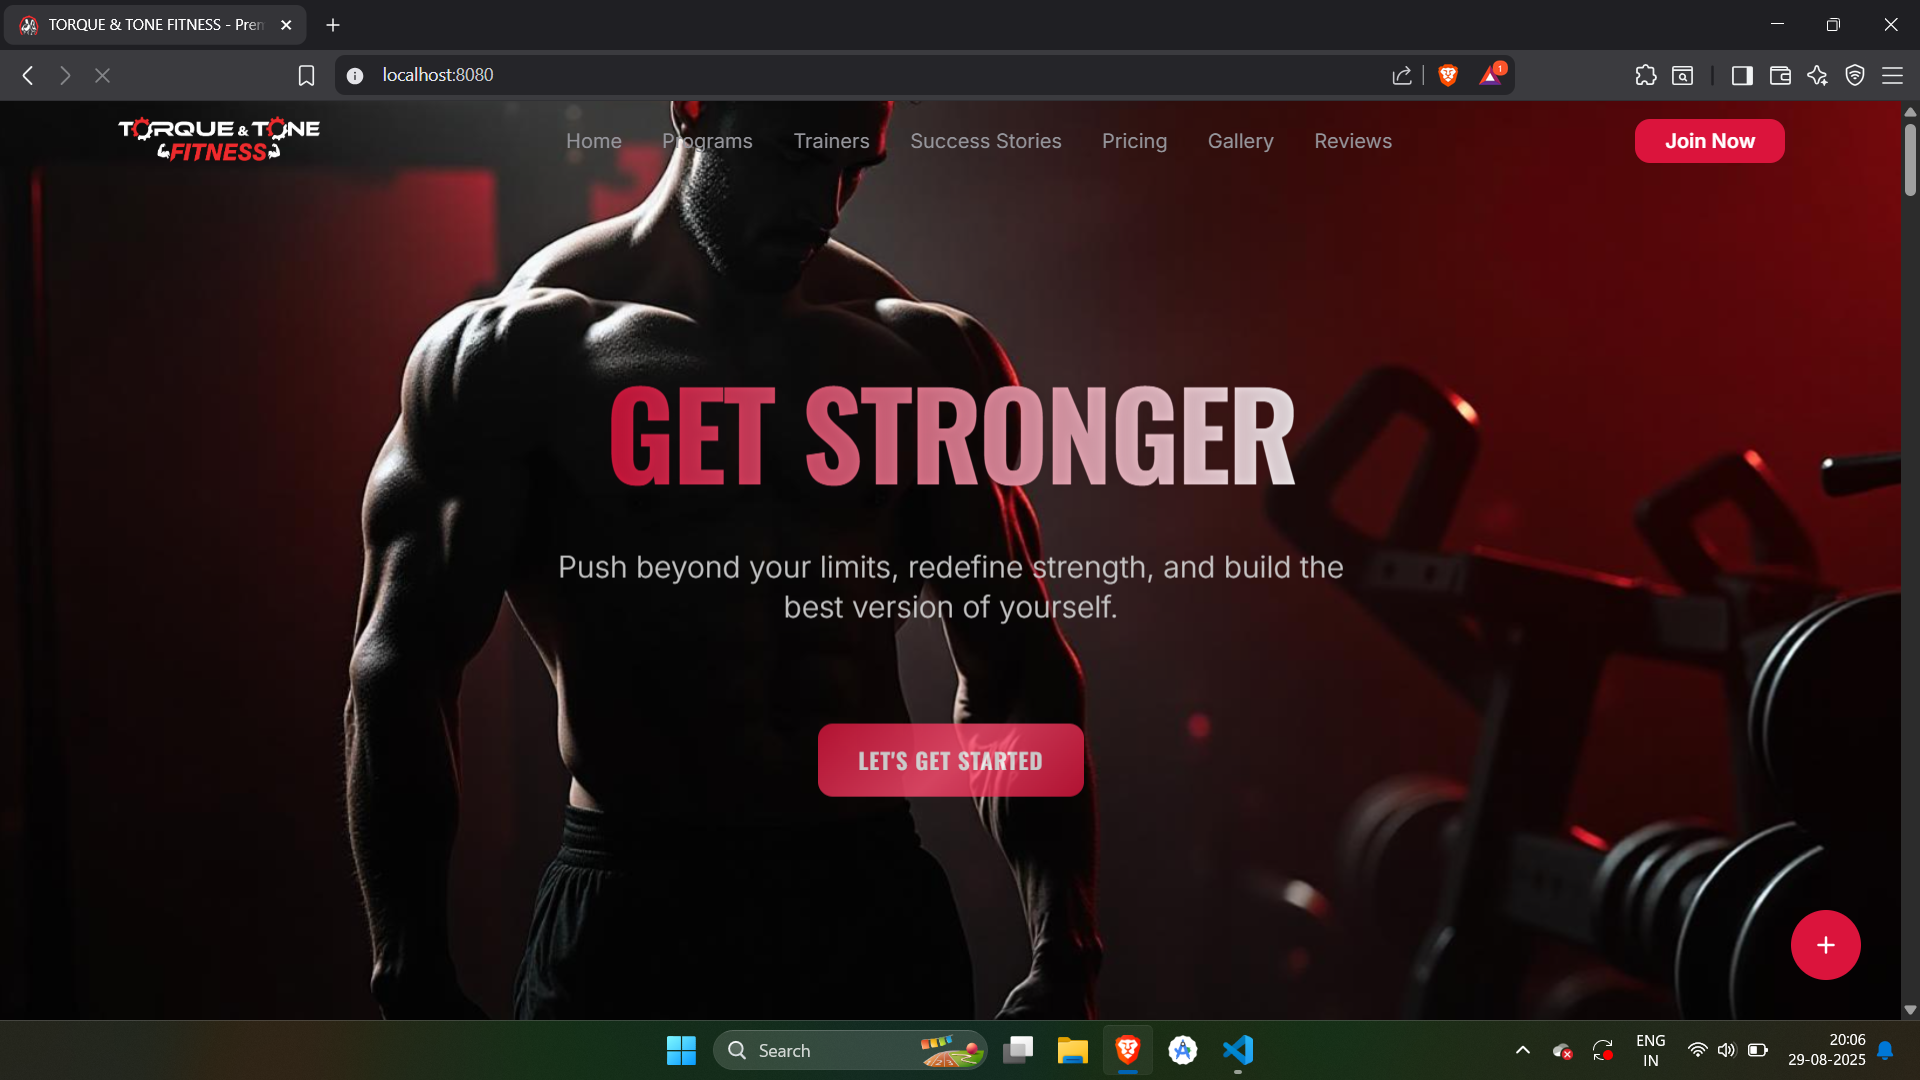 TORQUE & TONE FITNESS - Pren
localhost:8080
1
TORQUE & TONE
FITNESS
Home
Programs
Trainers
Success Stories
Pricing
Gallery
Reviews
Join Now
GET STRONGER
Push beyond your limits, redefine strength, and build the
best version of yourself.
LET'S GET STARTED
Search
ENG
IN
20:06
29-08-2025